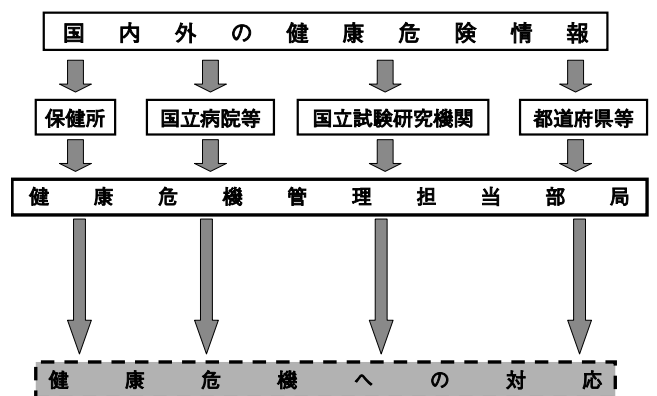 国内外の健康危険情報
保健所 国立病院等 国立試験研究機関 都道府県等
健康危機管理担当部局
健康危機への対応